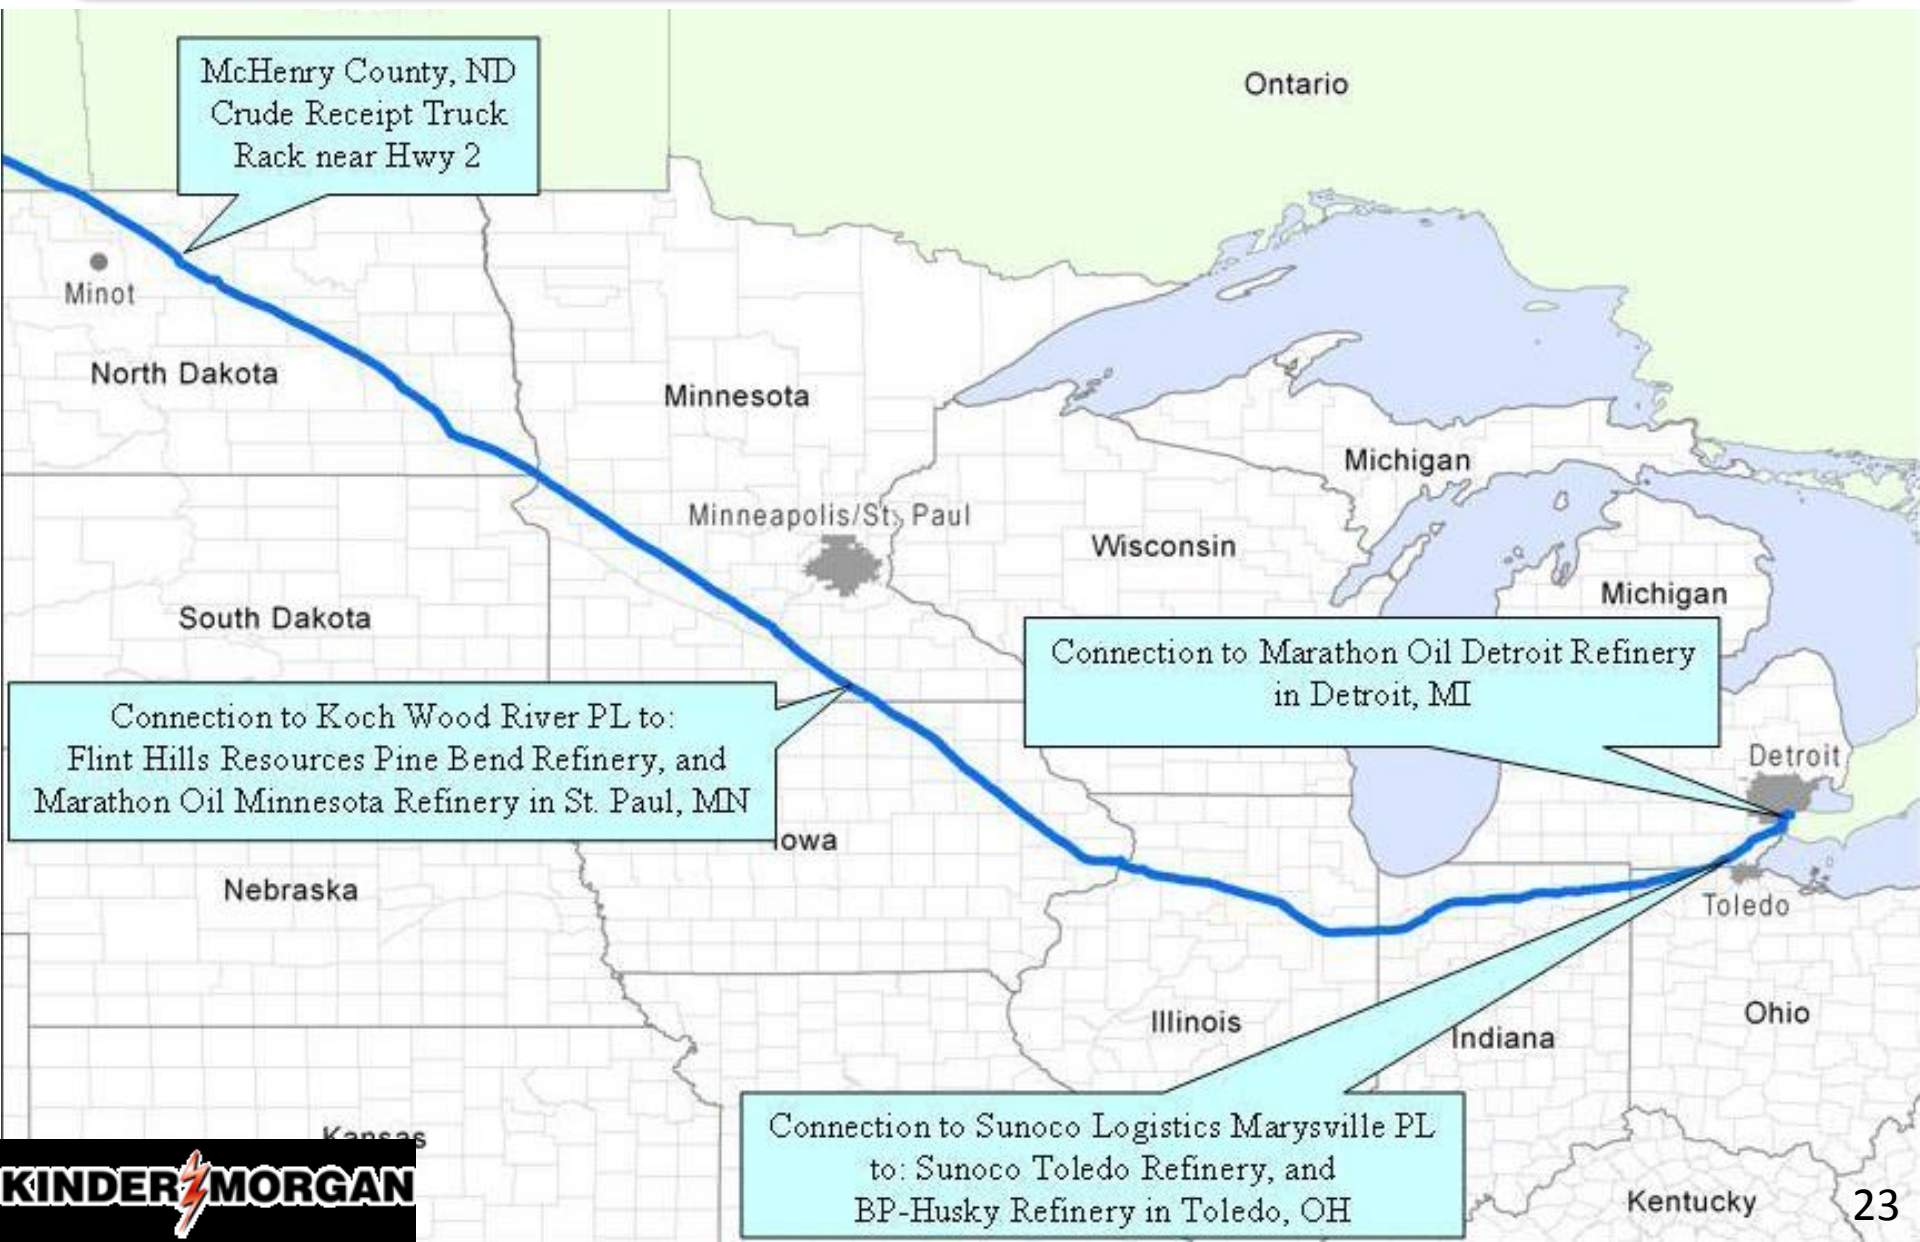 McHenry County, ND
Crude Receipt Truck
Rack near Hwy 2
Ontario
Minot
North Dakota
Minnesota
Michigan
Minneapolis/St. Paul
Wisconsin
Michigan
South Dakota
Connection to Marathon Oil Detroit Refinery
in Detroit, MI
Connection to Koch Wood River PL to:
Flint Hills Resources Pine Bend Refinery, and
Marathon Oil Minnesota Refinery in St. Paul, MN
Detroit
Iowa
Nebraska
Toledo
Illinois
Indiana
Ohio
Connection to Sunoco Logistics Marysville PL
to: Sunoco Toledo Refinery, and
BP-Husky Refinery in Toledo, OH
Kansas
KINDER MORGAN
Kentucky
23